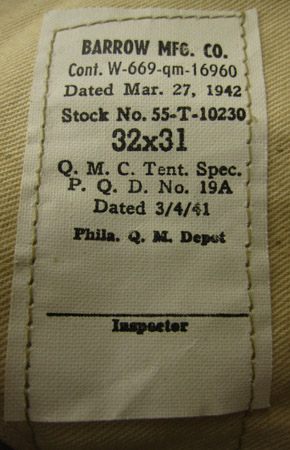 BARROW MFG. CO.
Cont. W-669-qm-16960
Dated Mar. 27, 1942
Stock No. 55-T-10230
32x31
Q. M. C. Tent. Spec.
P. Q. D. No. 19A
Dated 3/4/41
Phila. Q. M. Depot
Inspector